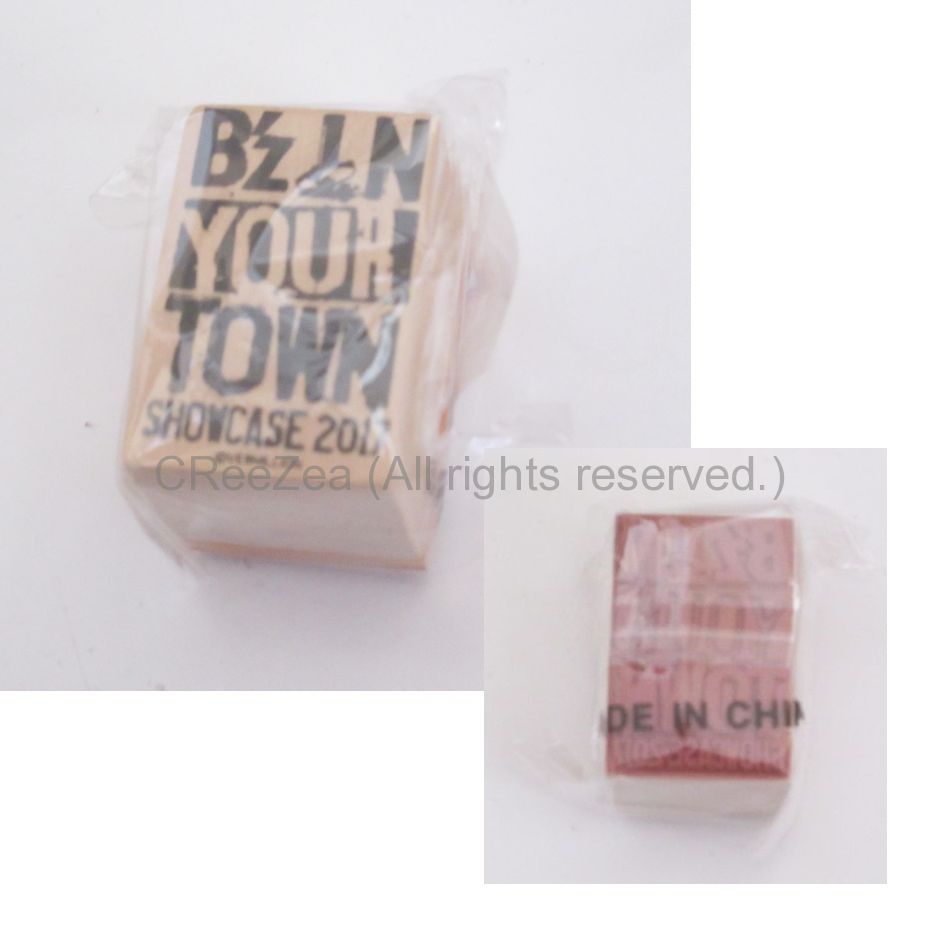 B'z IN
YOUR
TOWN
SHOWCASE 2017
CReeZea (All rights reserved.)
B'z
DE IN CHIN